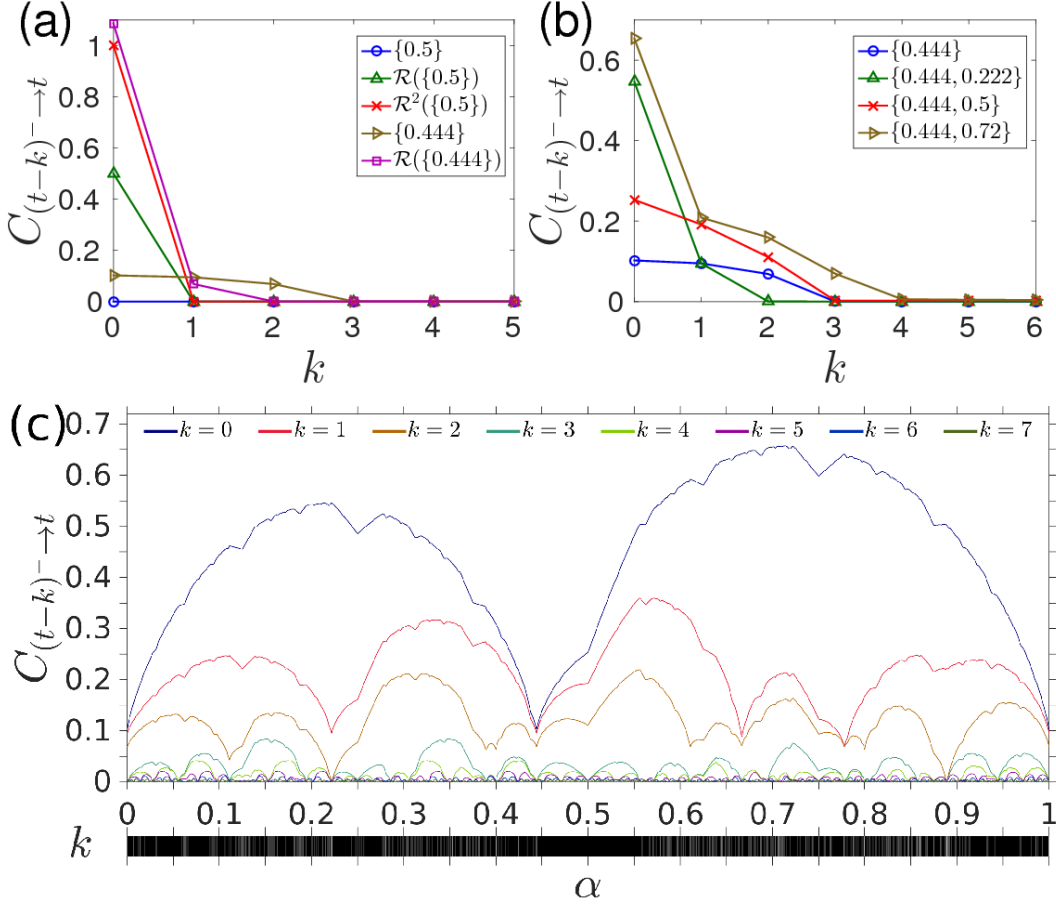 (a)
1
0.8
0.6
0.4
0.2
0
C_{(t−k)^−→t}
{0.5}
R({0.5})
R²({0.5})
{0.444}
R({0.444})
0 1 2 3 4 5
k
(b)
0.6
0.4
0.2
0
C_{(t−k)^−→t}
{0.444}
{0.444, 0.222}
{0.444, 0.5}
{0.444, 0.72}
0 1 2 3 4 5 6
k
(c)
k = 0 k = 1 k = 2 k = 3 k = 4 k = 5 k = 6 k = 7
0.7
0.6
0.5
0.4
0.3
0.2
0.1
0
C_{(t−k)^−→t}
0 0.1 0.2 0.3 0.4 0.5 0.6 0.7 0.8 0.9 1
k
α